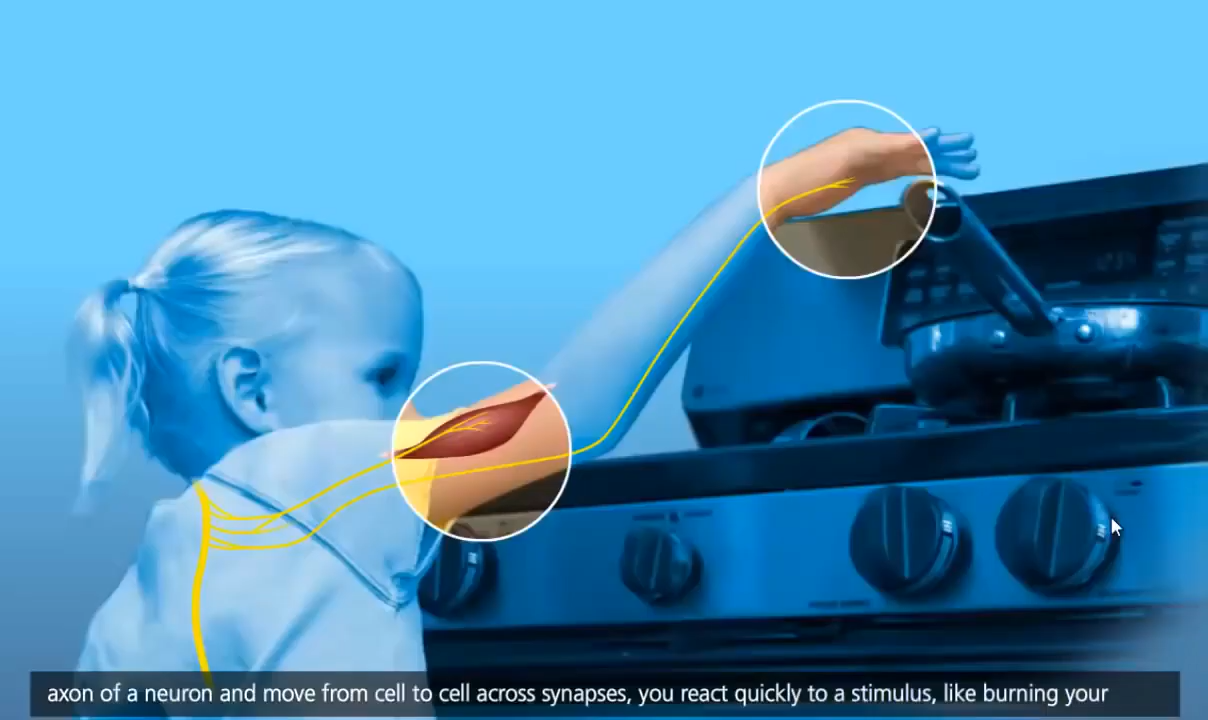 axon of a neuron and move from cell to cell across synapses, you react quickly to a stimulus, like burning your